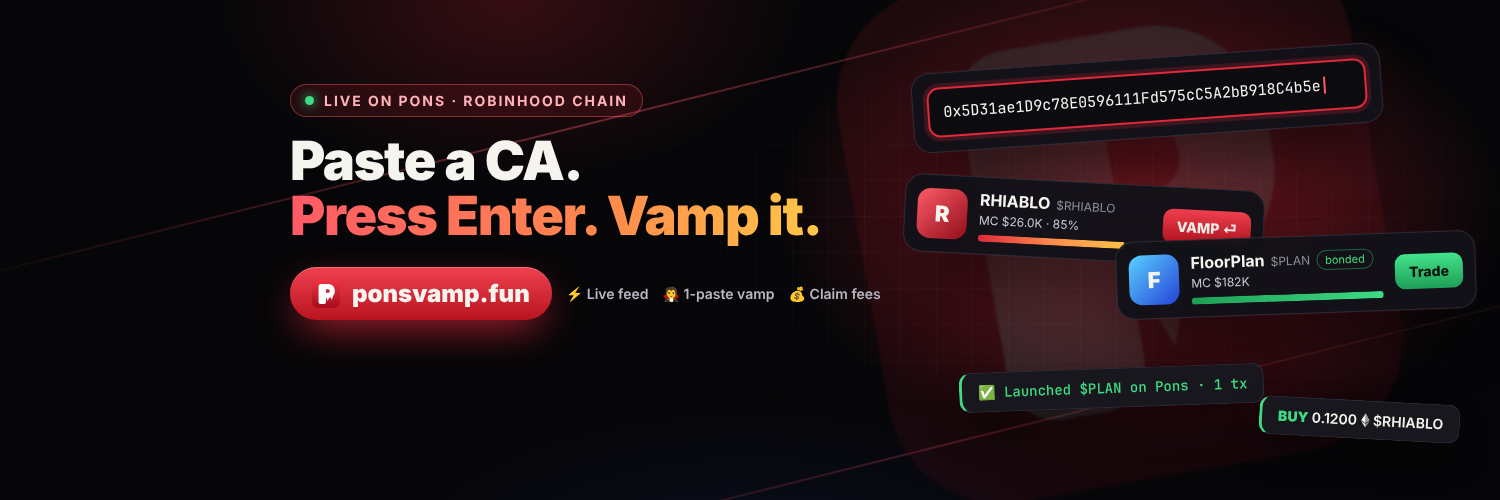 LIVE ON PONS · ROBINHOOD CHAIN
Paste a CA.
Press Enter. Vamp it.
P ponsvamp.fun
⚡ Live feed 🧛 1-paste vamp 💰 Claim fees
0x5D31ae1D9c78E0596111Fd575cC5A2bB918C4b5e
R
RHIABLO $RHIABLO
MC $26.0K · 85%
VAMP ⏎
F
FloorPlan $PLAN bonded
MC $182K
Trade
✅ Launched $PLAN on Pons · 1 tx
BUY 0.1200 ⧫ $RHIABLO